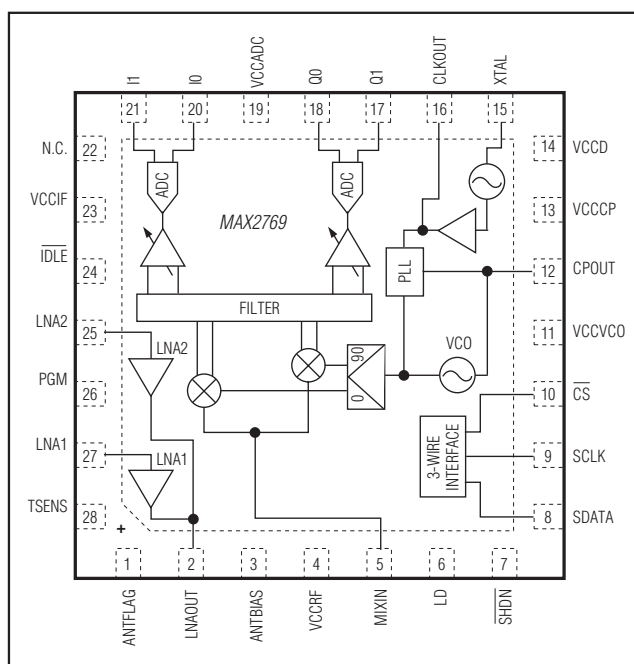 I1
I0
VCCADC
Q0
Q1
CLKOUT
XTAL
21
20
19
18
17
16
15
N.C.
22
14
VCCD
ADC
ADC
VCCIF
23
MAX2769
13
VCCCP
IDLE
24
PLL
12
CPOUT
FILTER
LNA2
25
LNA2
90
0
VCO
11
VCCVCO
PGM
26
10
CS
LNA1
27
LNA1
3-WIRE
INTERFACE
9
SCLK
TSENS
28
8
SDATA
+
1
2
3
4
5
6
7
ANTFLAG
LNAOUT
ANTBIAS
VCCRF
MIXIN
LD
SHDN